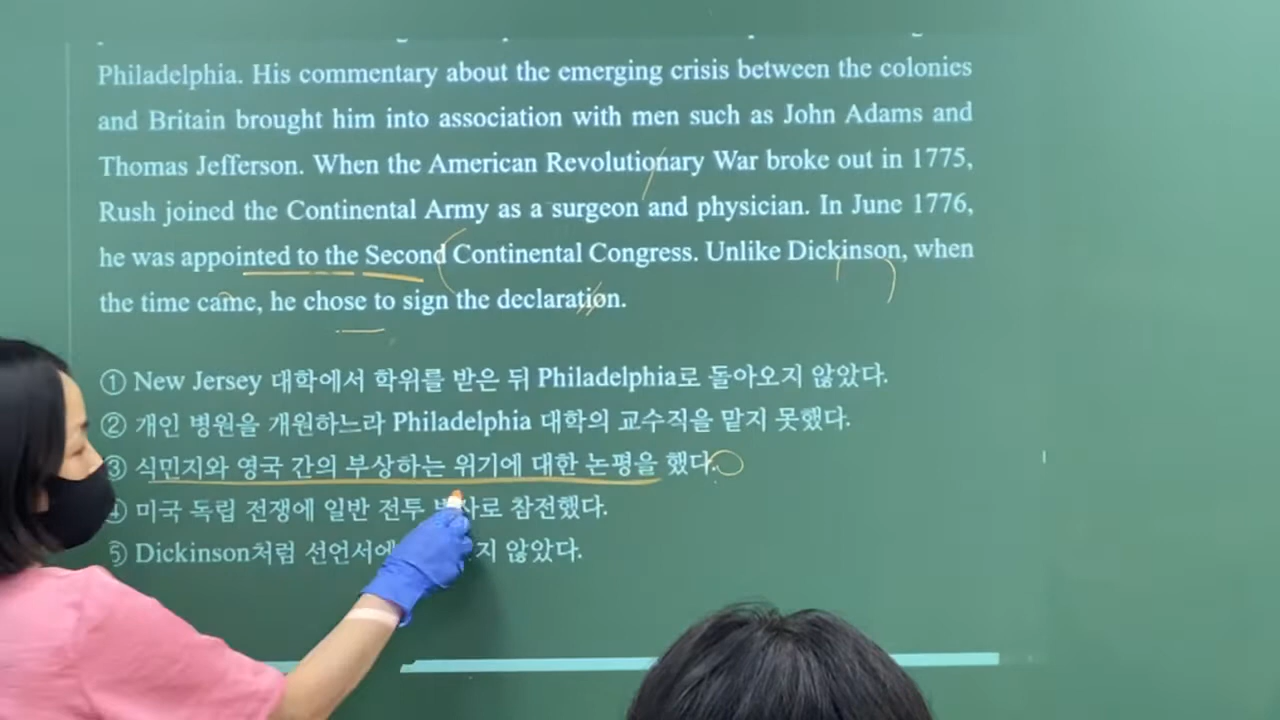 Philadelphia. His commentary about the emerging crisis between the colonies
and Britain brought him into association with men such as John Adams and
Thomas Jefferson. When the American Revolutionary War broke out in 1775,
Rush joined the Continental Army as a surgeon and physician. In June 1776,
he was appointed to the Second Continental Congress. Unlike Dickinson, when
the time came, he chose to sign the declaration.
① New Jersey 대학에서 학위를 받은 뒤 Philadelphia로 돌아오지 않았다.
② 개인 병원을 개원하느라 Philadelphia 대학의 교수직을 맡지 못했다.
③ 식민지와 영국 간의 부상하는 위기에 대한 논평을 했다.
④ 미국 독립 전쟁에 일반 전투 로 참전했다.
⑤ Dickinson처럼 선언서에 않았다.